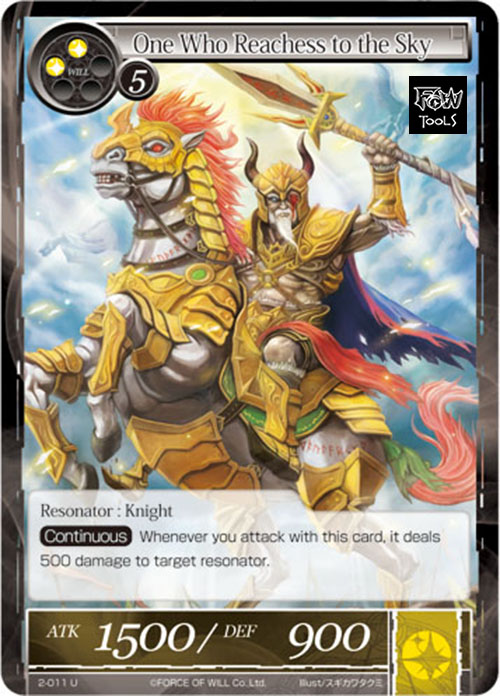 One Who Reachess to the Sky
WILL
5
FOW
TOOLS
Resonator : Knight
Continuous Whenever you attack with this card, it deals
500 damage to target resonator.
ATK 1500/ DEF 900
2-011 U ©FORCE OF WILL Co.,Ltd. Illust/スギカワタクミ